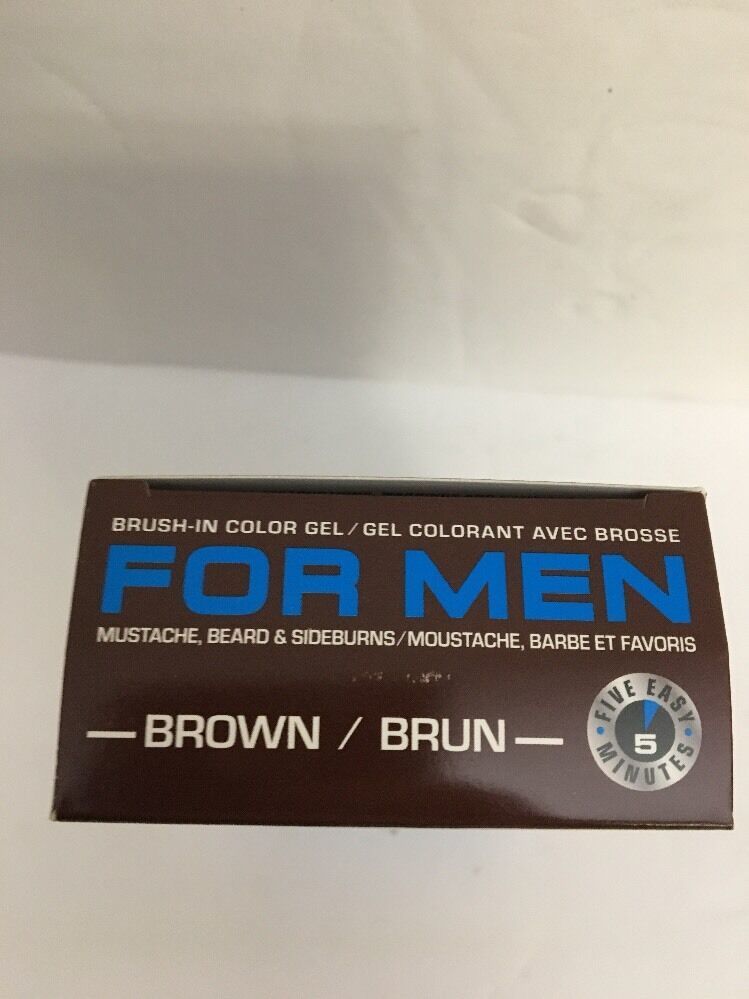 BRUSH-IN COLOR GEL / GEL COLORANT AVEC BROSSE
FOR MEN
MUSTACHE, BEARD & SIDEBURNS/MOUSTACHE, BARBE ET FAVORIS
— BROWN / BRUN —
FIVE EASY
5
MINUTES